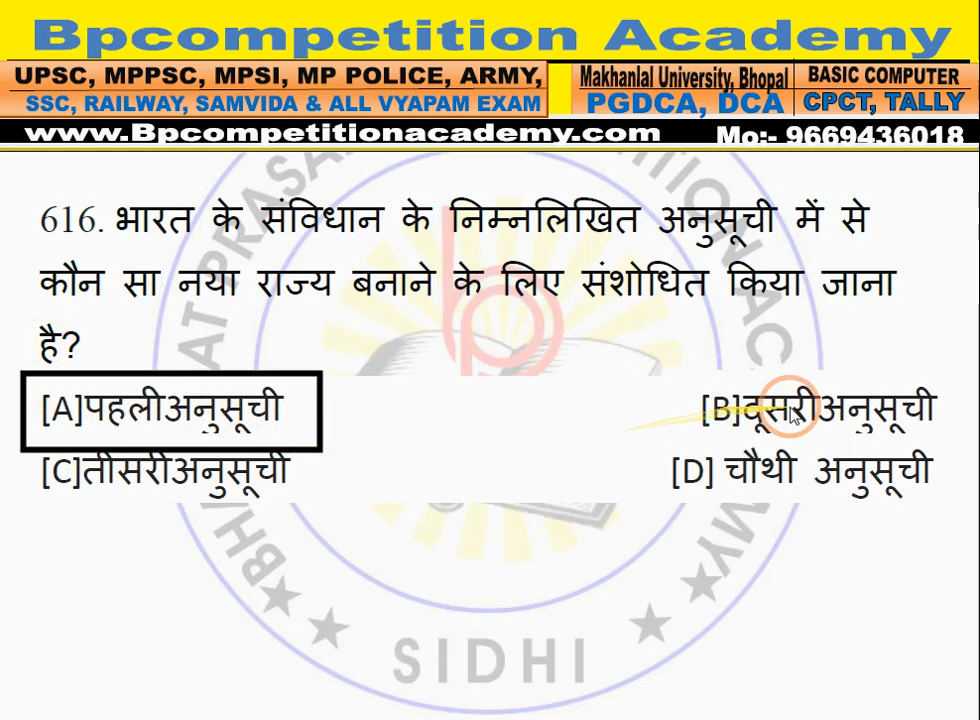 Bpcompetition Academy
UPSC, MPPSC, MPSI, MP POLICE, ARMY,
SSC, RAILWAY, SAMVIDA & ALL VYAPAM EXAM
Makhanlal University, Bhopal
PGDCA, DCA
BASIC COMPUTER
CPCT, TALLY
www.Bpcompetitionacademy.com Mo:- 9669436018
616. भारत के संविधान के निम्नलिखित अनुसूची में से
कौन सा नया राज्य बनाने के लिए संशोधित किया जाना
है?
[A]पहलीअनुसूची [B]दूसरीअनुसूची
[C]तीसरीअनुसूची [D] चौथी अनुसूची
SIDHI